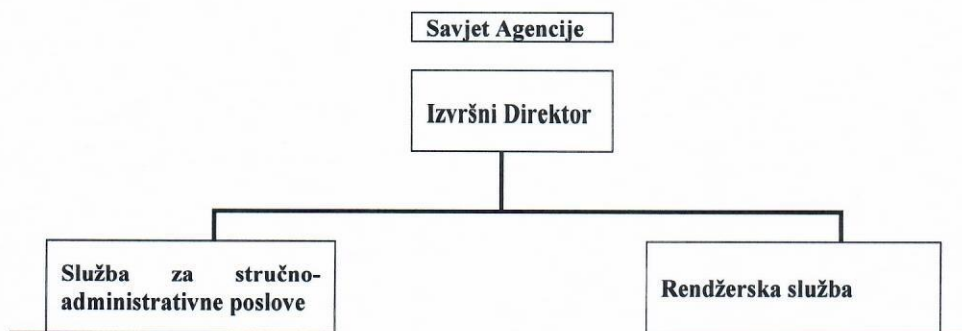 Savjet Agencije
Izvršni Direktor
Služba za stručno-
administrativne poslove
Rendžerska služba